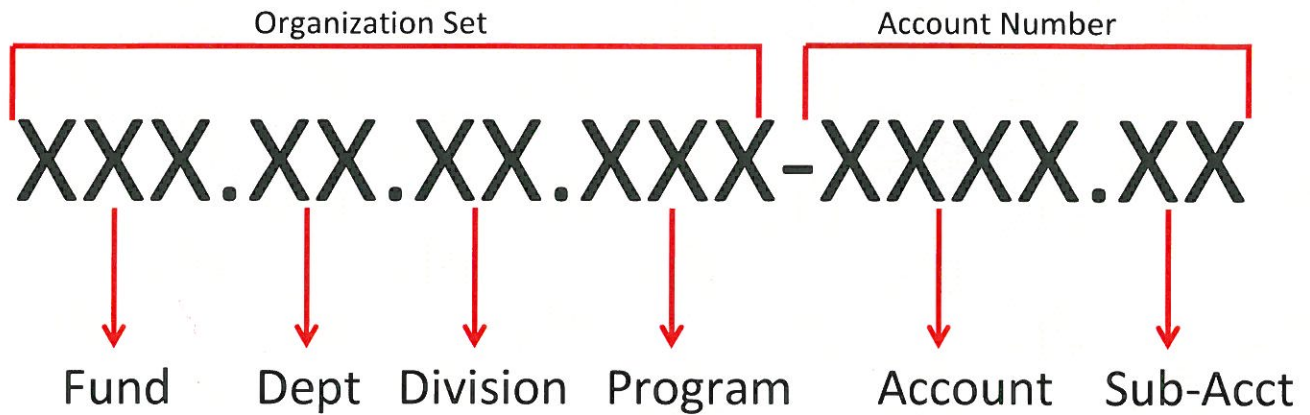 Organization Set Account Number
XXX.XX.XX.XXX-XXXX.XX
Fund Dept Division Program Account Sub-Acct